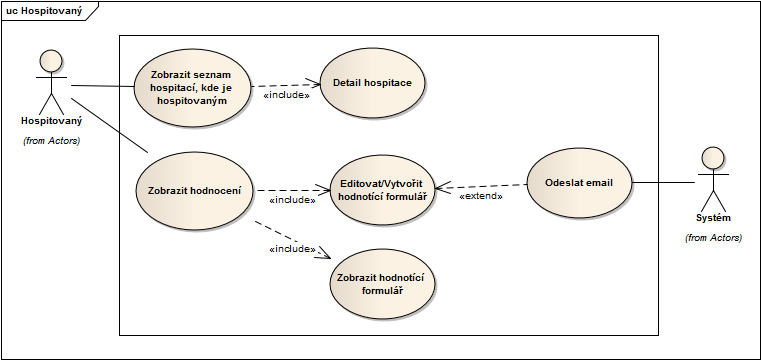 uc Hospitovaný
Zobrazit seznam
hospitací, kde je
hospitovaným
«include»
Detail hospitace
Hospitovaný
(from Actors)
Zobrazit hodnocení
«include»
Editovat/Vytvořit
hodnotící formulář
«extend»
Odeslat email
Systém
(from Actors)
«include»
Zobrazit hodnotící
formulář